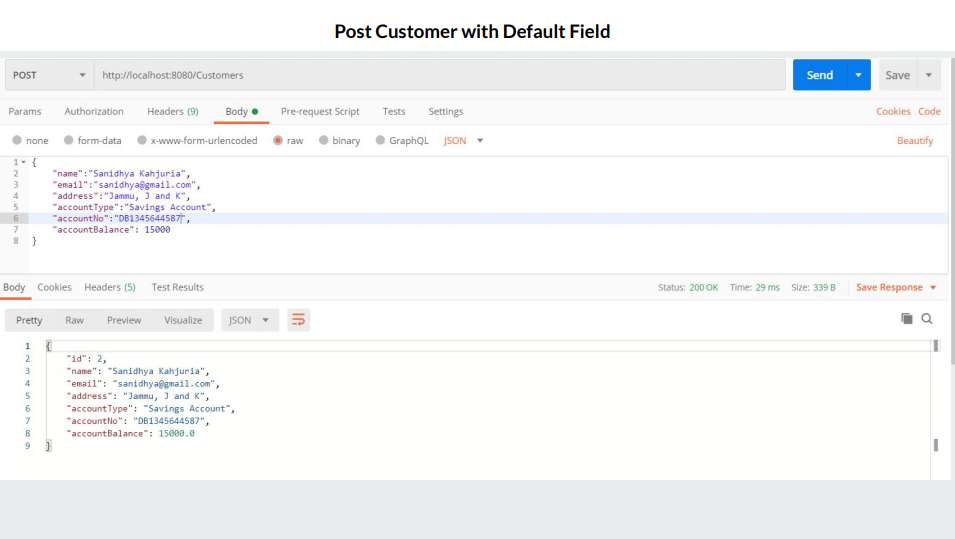 Post Customer with Default Field
POST http://localhost:8080/Customers Send Save
Params Authorization Headers (9) Body Pre-request Script Tests Settings Cookies Code
none form-data x-www-form-urlencoded raw binary GraphQL JSON Beautify
1 {
2 "name":"Sanidhya Kahjuria",
3 "email":"sanidhya@gmail.com",
4 "address":"Jammu, J and K",
5 "accountType":"Savings Account",
6 "accountNo":"DB1345644587",
7 "accountBalance": 15000
8 }
Body Cookies Headers (5) Test Results Status: 200 OK Time: 29 ms Size: 339 B Save Response
Pretty Raw Preview Visualize JSON
1 {
2 "id": 2,
3 "name": "Sanidhya Kahjuria",
4 "email": "sanidhya@gmail.com",
5 "address": "Jammu, J and K",
6 "accountType": "Savings Account",
7 "accountNo": "DB1345644587",
8 "accountBalance": 15000.0
9 }